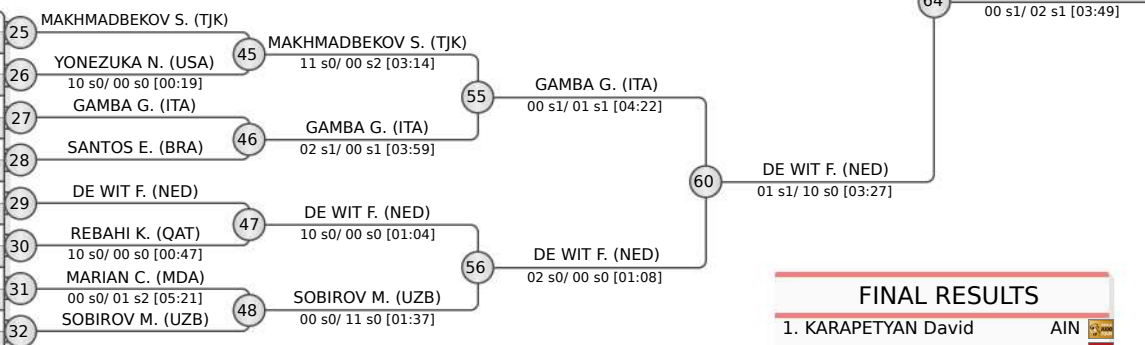 64
00 s1/ 02 s1 [03:49]
25
MAKHMADBEKOV S. (TJK)
26
YONEZUKA N. (USA)
10 s0/ 00 s0 [00:19]
45
MAKHMADBEKOV S. (TJK)
11 s0/ 00 s2 [03:14]
27
GAMBA G. (ITA)
28
SANTOS E. (BRA)
46
GAMBA G. (ITA)
02 s1/ 00 s1 [03:59]
55
GAMBA G. (ITA)
00 s1/ 01 s1 [04:22]
29
DE WIT F. (NED)
30
REBAHI K. (QAT)
10 s0/ 00 s0 [00:47]
47
DE WIT F. (NED)
10 s0/ 00 s0 [01:04]
31
MARIAN C. (MDA)
00 s0/ 01 s2 [05:21]
32
SOBIROV M. (UZB)
48
SOBIROV M. (UZB)
00 s0/ 11 s0 [01:37]
56
DE WIT F. (NED)
02 s0/ 00 s0 [01:08]
60
DE WIT F. (NED)
01 s1/ 10 s0 [03:27]
FINAL RESULTS
1. KARAPETYAN David AIN